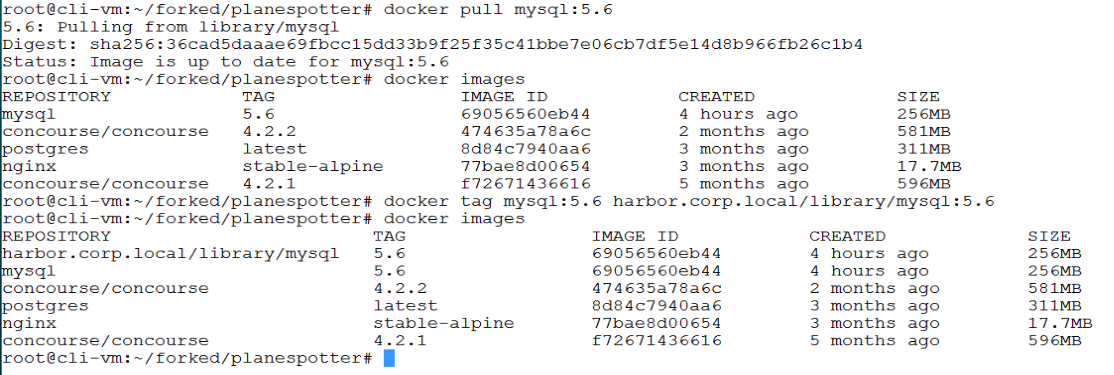 root@cli-vm:~/forked/planespotter# docker pull mysql:5.6
5.6: Pulling from library/mysql
Digest: sha256:36cad5daaae69fbcc15dd33b9f25f35c41bbe7e06cb7df5e14d8b966fb26c1b4
Status: Image is up to date for mysql:5.6
root@cli-vm:~/forked/planespotter# docker images
REPOSITORY TAG IMAGE ID CREATED SIZE
mysql 5.6 69056560eb44 4 hours ago 256MB
concourse/concourse 4.2.2 474635a78a6c 2 months ago 581MB
postgres latest 8d84c7940aa6 3 months ago 311MB
nginx stable-alpine 77bae8d00654 3 months ago 17.7MB
concourse/concourse 4.2.1 f72671436616 5 months ago 596MB
root@cli-vm:~/forked/planespotter# docker tag mysql:5.6 harbor.corp.local/library/mysql:5.6
root@cli-vm:~/forked/planespotter# docker images
REPOSITORY TAG IMAGE ID CREATED SIZE
harbor.corp.local/library/mysql 5.6 69056560eb44 4 hours ago 256MB
mysql 5.6 69056560eb44 4 hours ago 256MB
concourse/concourse 4.2.2 474635a78a6c 2 months ago 581MB
postgres latest 8d84c7940aa6 3 months ago 311MB
nginx stable-alpine 77bae8d00654 3 months ago 17.7MB
concourse/concourse 4.2.1 f72671436616 5 months ago 596MB
root@cli-vm:~/forked/planespotter#